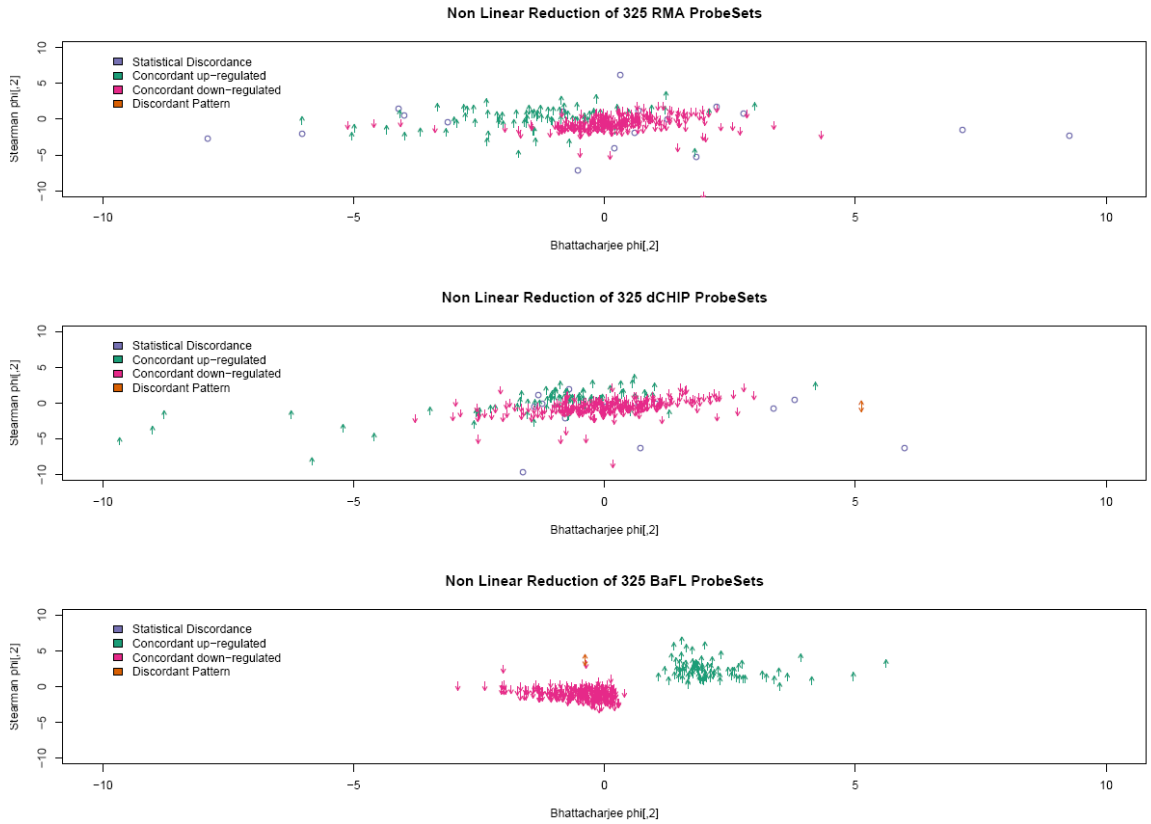 Non Linear Reduction of 325 RMA ProbeSets
Stearman phi[,2]
10
5
0
−5
−10
Statistical Discordance
Concordant up−regulated
Concordant down−regulated
Discordant Pattern
−10 −5 0 5 10
Bhattacharjee phi[,2]
Non Linear Reduction of 325 dCHIP ProbeSets
Stearman phi[,2]
10
5
0
−5
−10
Statistical Discordance
Concordant up−regulated
Concordant down−regulated
Discordant Pattern
−10 −5 0 5 10
Bhattacharjee phi[,2]
Non Linear Reduction of 325 BaFL ProbeSets
Stearman phi[,2]
10
5
0
−5
−10
Statistical Discordance
Concordant up−regulated
Concordant down−regulated
Discordant Pattern
−10 −5 0 5 10
Bhattacharjee phi[,2]